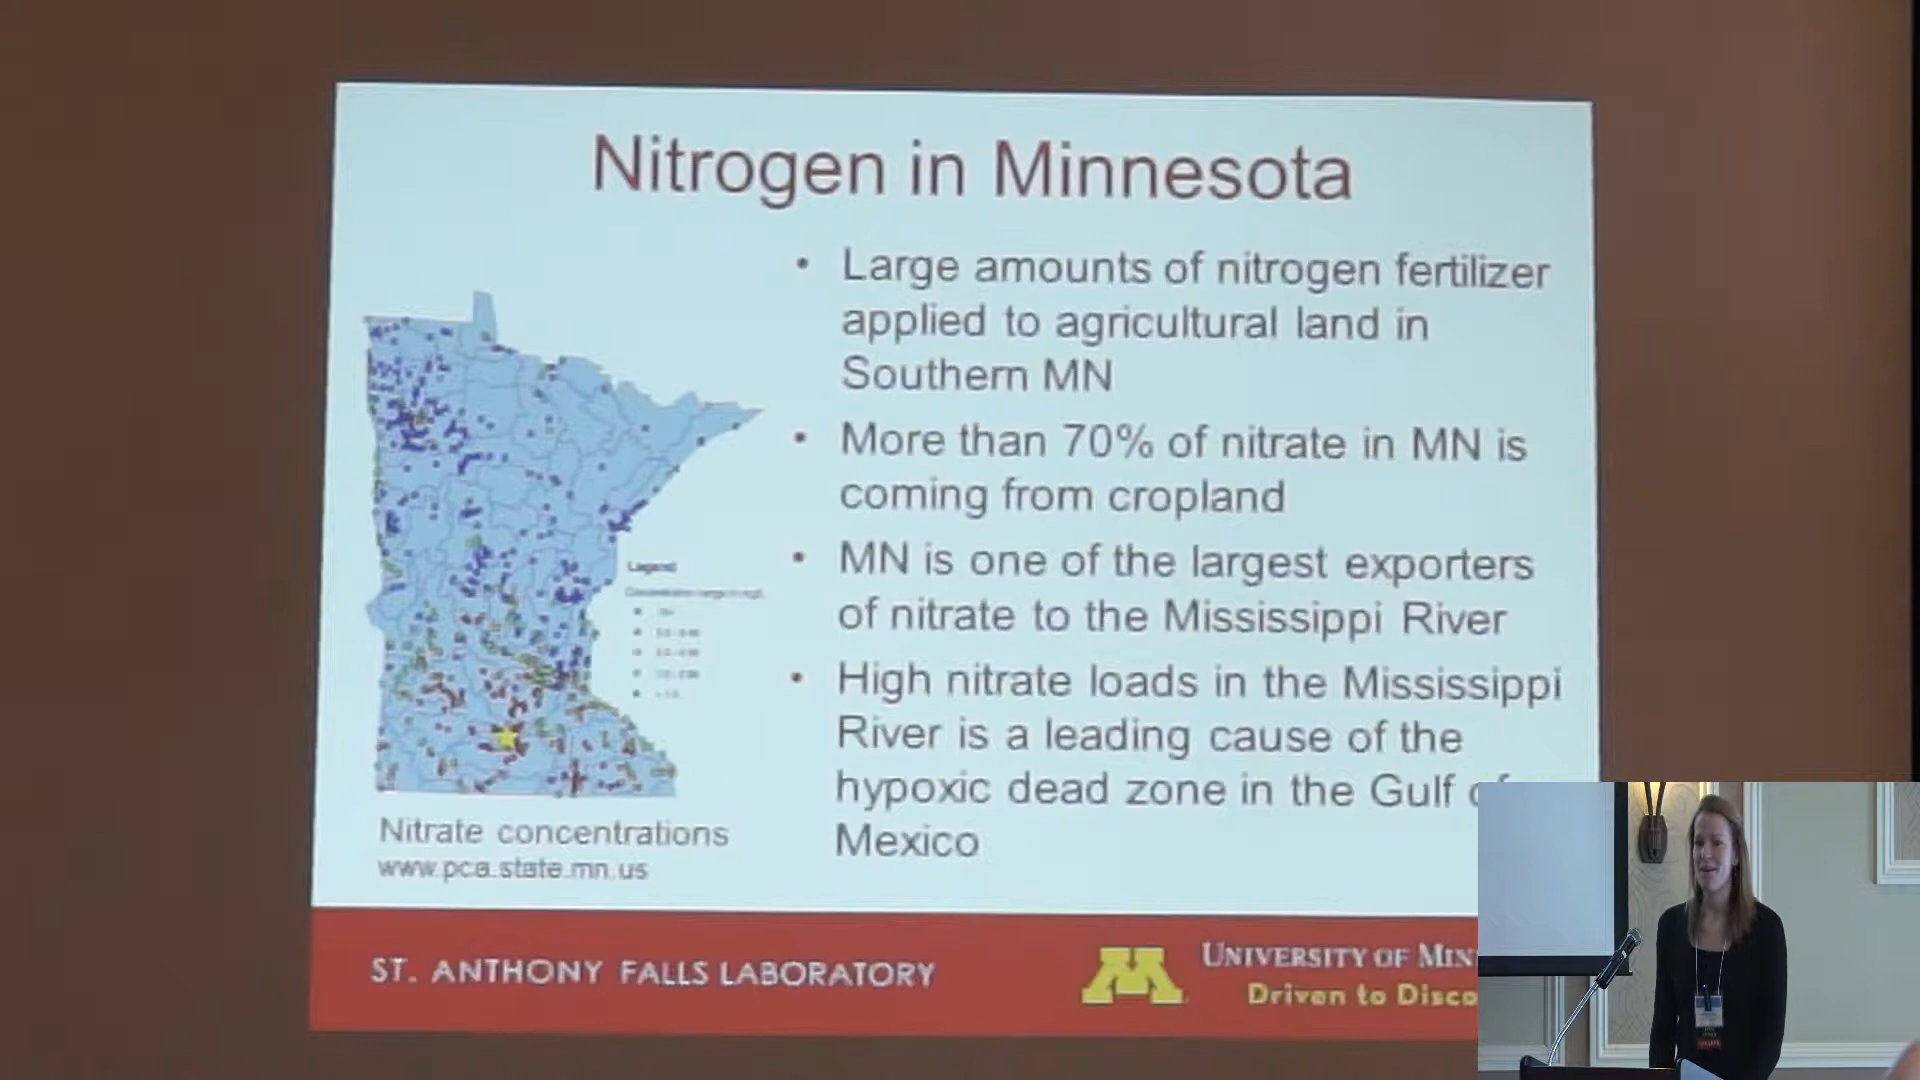 Nitrogen in Minnesota
• Large amounts of nitrogen fertilizer
applied to agricultural land in
Southern MN
• More than 70% of nitrate in MN is
coming from cropland
• MN is one of the largest exporters
of nitrate to the Mississippi River
• High nitrate loads in the Mississippi
River is a leading cause of the
hypoxic dead zone in the Gulf
Mexico
Legend
Nitrate concentrations
www.pca.state.mn.us
ST. ANTHONY FALLS LABORATORY
M
UNIVERSITY OF MIN
Driven to Disco